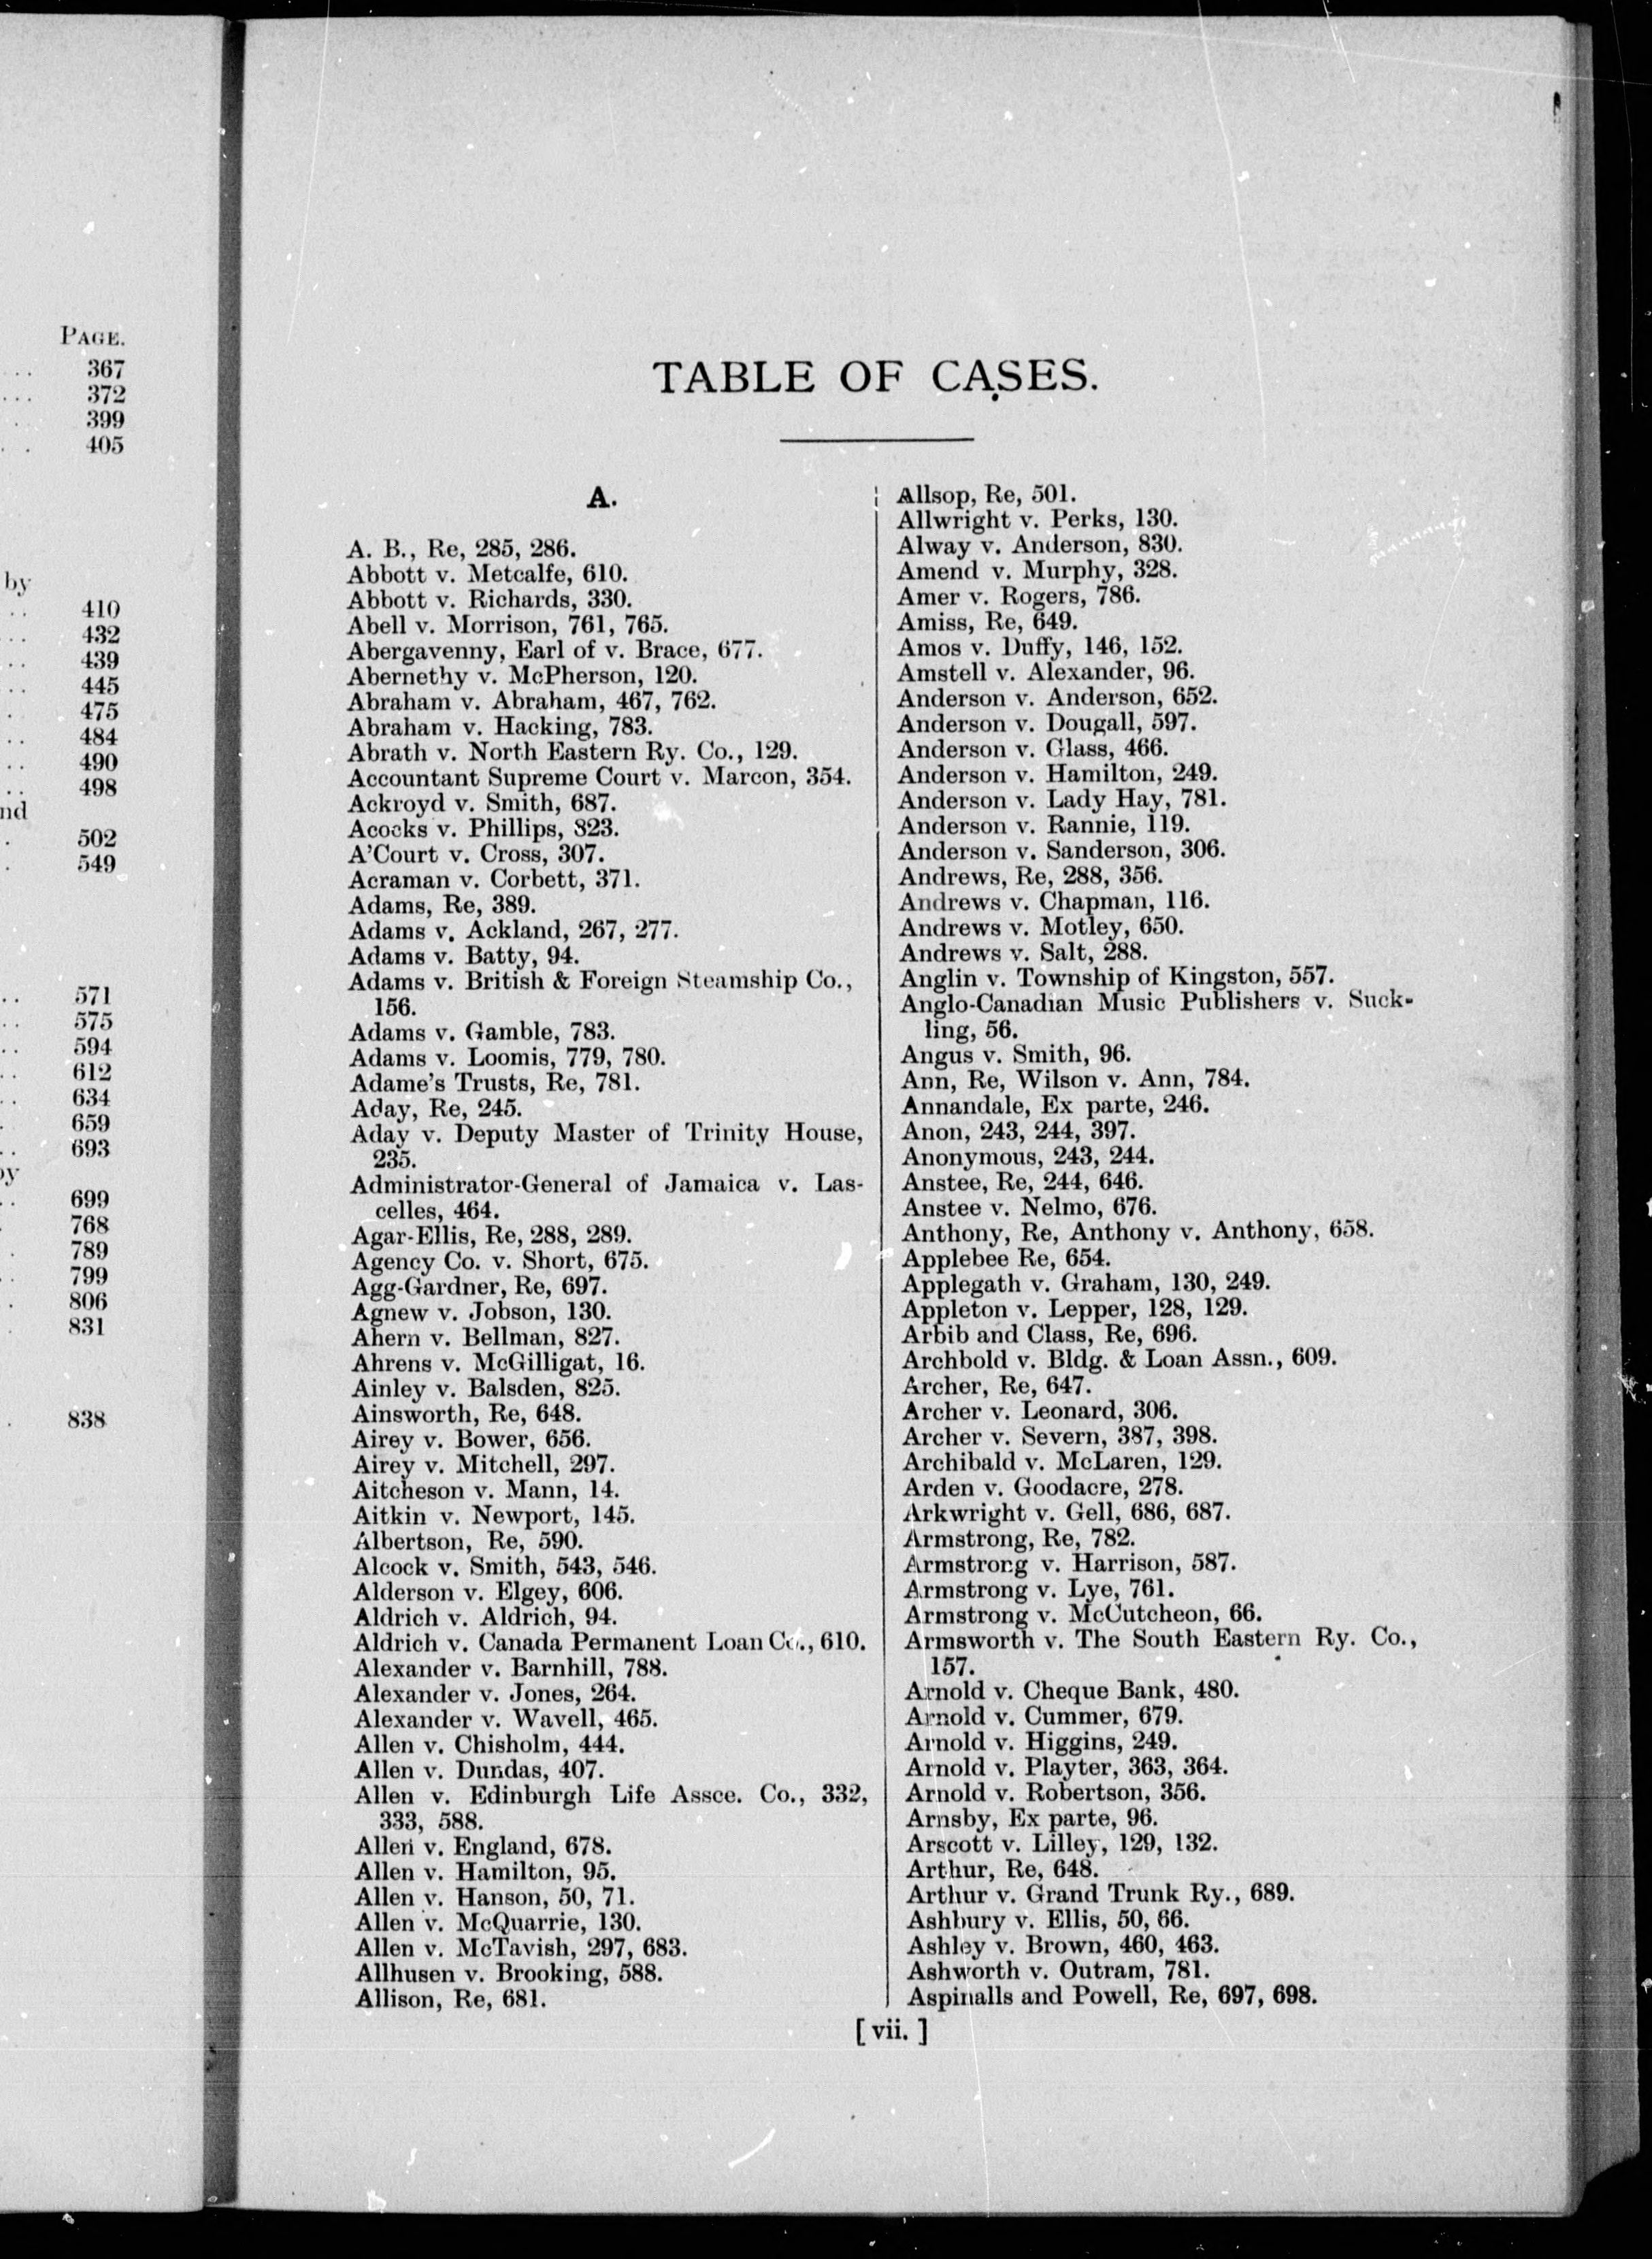 PAGE.
367
372
399
405
by
410
432
439
445
475
484
490
498
nd
502
549
571
575
594
612
634
659
693
by
699
768
789
799
806
831
838
TABLE OF CASES.
A.
A. B., Re, 285, 286.
Abbott v. Metcalfe, 610.
Abbott v. Richards, 330.
Abell v. Morrison, 761, 765.
Abergavenny, Earl of v. Brace, 677.
Abernethy v. McPherson, 120.
Abraham v. Abraham, 467, 762.
Abraham v. Hacking, 783.
Abrath v. North Eastern Ry. Co., 129.
Accountant Supreme Court v. Marcon, 354.
Ackroyd v. Smith, 687.
Acocks v. Phillips, 823.
A'Court v. Cross, 307.
Acraman v. Corbett, 371.
Adams, Re, 389.
Adams v. Ackland, 267, 277.
Adams v. Batty, 94.
Adams v. British & Foreign Steamship Co.,
156.
Adams v. Gamble, 783.
Adams v. Loomis, 779, 780.
Adame's Trusts, Re, 781.
Aday, Re, 245.
Aday v. Deputy Master of Trinity House,
235.
Administrator-General of Jamaica v. Las-
celles, 464.
Agar-Ellis, Re, 288, 289.
Agency Co. v. Short, 675.
Agg-Gardner, Re, 697.
Agnew v. Jobson, 130.
Ahern v. Bellman, 827.
Ahrens v. McGilligat, 16.
Ainley v. Balsden, 825.
Ainsworth, Re, 648.
Airey v. Bower, 656.
Airey v. Mitchell, 297.
Aitcheson v. Mann, 14.
Aitkin v. Newport, 145.
Albertson, Re, 590.
Alcock v. Smith, 543, 546.
Alderson v. Elgey, 606.
Aldrich v. Aldrich, 94.
Aldrich v. Canada Permanent Loan Co., 610.
Alexander v. Barnhill, 788.
Alexander v. Jones, 264.
Alexander v. Wavell, 465.
Allen v. Chisholm, 444.
Allen v. Dundas, 407.
Allen v. Edinburgh Life Assce. Co., 332,
333, 588.
Allen v. England, 678.
Allen v. Hamilton, 95.
Allen v. Hanson, 50, 71.
Allen v. McQuarrie, 130.
Allen v. McTavish, 297, 683.
Allhusen v. Brooking, 588.
Allison, Re, 681.
Allsop, Re, 501.
Allwright v. Perks, 130.
Alway v. Anderson, 830.
Amend v. Murphy, 328.
Amer v. Rogers, 786.
Amiss, Re, 649.
Amos v. Duffy, 146, 152.
Amstell v. Alexander, 96.
Anderson v. Anderson, 652.
Anderson v. Dougall, 597.
Anderson v. Glass, 466.
Anderson v. Hamilton, 249.
Anderson v. Lady Hay, 781.
Anderson v. Rannie, 119.
Anderson v. Sanderson, 306.
Andrews, Re, 288, 356.
Andrews v. Chapman, 116.
Andrews v. Motley, 650.
Andrews v. Salt, 288.
Anglin v. Township of Kingston, 557.
Anglo-Canadian Music Publishers v. Suck-
ling, 56.
Angus v. Smith, 96.
Ann, Re, Wilson v. Ann, 784.
Annandale, Ex parte, 246.
Anon, 243, 244, 397.
Anonymous, 243, 244.
Anstee, Re, 244, 646.
Anstee v. Nelmo, 676.
Anthony, Re, Anthony v. Anthony, 658.
Applebee Re, 654.
Applegath v. Graham, 130, 249.
Appleton v. Lepper, 128, 129.
Arbib and Class, Re, 696.
Archbold v. Bldg. & Loan Assn., 609.
Archer, Re, 647.
Archer v. Leonard, 306.
Archer v. Severn, 387, 398.
Archibald v. McLaren, 129.
Arden v. Goodacre, 278.
Arkwright v. Gell, 686, 687.
Armstrong, Re, 782.
Armstrong v. Harrison, 587.
Armstrong v. Lye, 761.
Armstrong v. McCutcheon, 66.
Armsworth v. The South Eastern Ry. Co.,
157.
Arnold v. Cheque Bank, 480.
Arnold v. Cummer, 679.
Arnold v. Higgins, 249.
Arnold v. Playter, 363, 364.
Arnold v. Robertson, 356.
Arnsby, Ex parte, 96.
Arscott v. Lilley, 129, 132.
Arthur, Re, 648.
Arthur v. Grand Trunk Ry., 689.
Ashbury v. Ellis, 50, 66.
Ashley v. Brown, 460, 463.
Ashworth v. Outram, 781.
Aspinalls and Powell, Re, 697, 698.
[ vii. ]